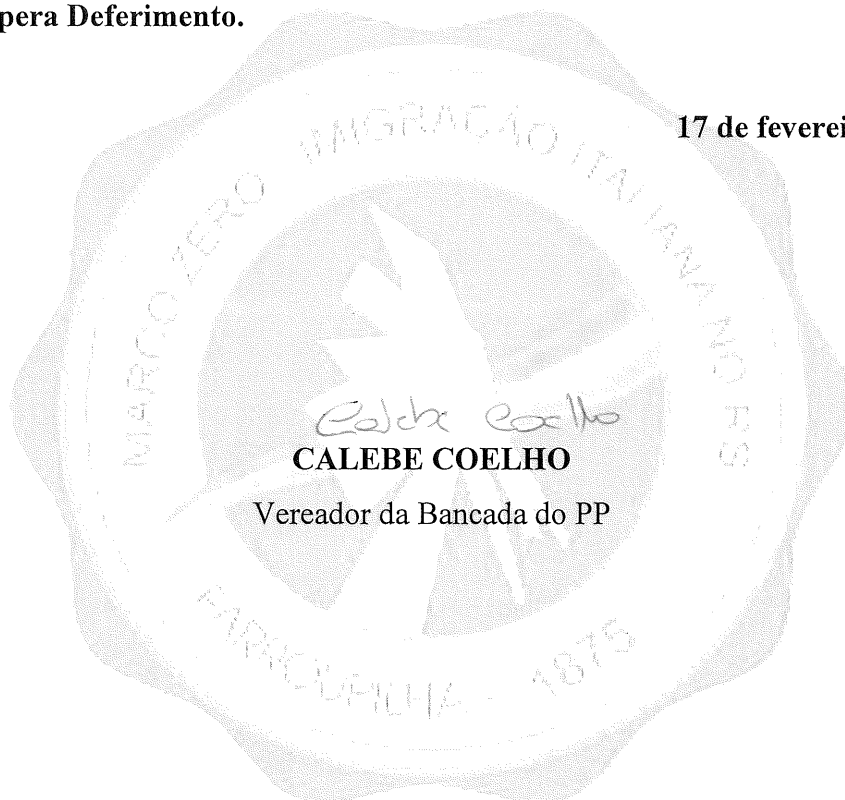 pera Deferimento.
17 de feverei
MARCO ZERO IMIGRAÇÃO ITALIANA NO RS
Calebe Coelho
CALEBE COELHO
Vereador da Bancada do PP
FARROUPILHA - 1875